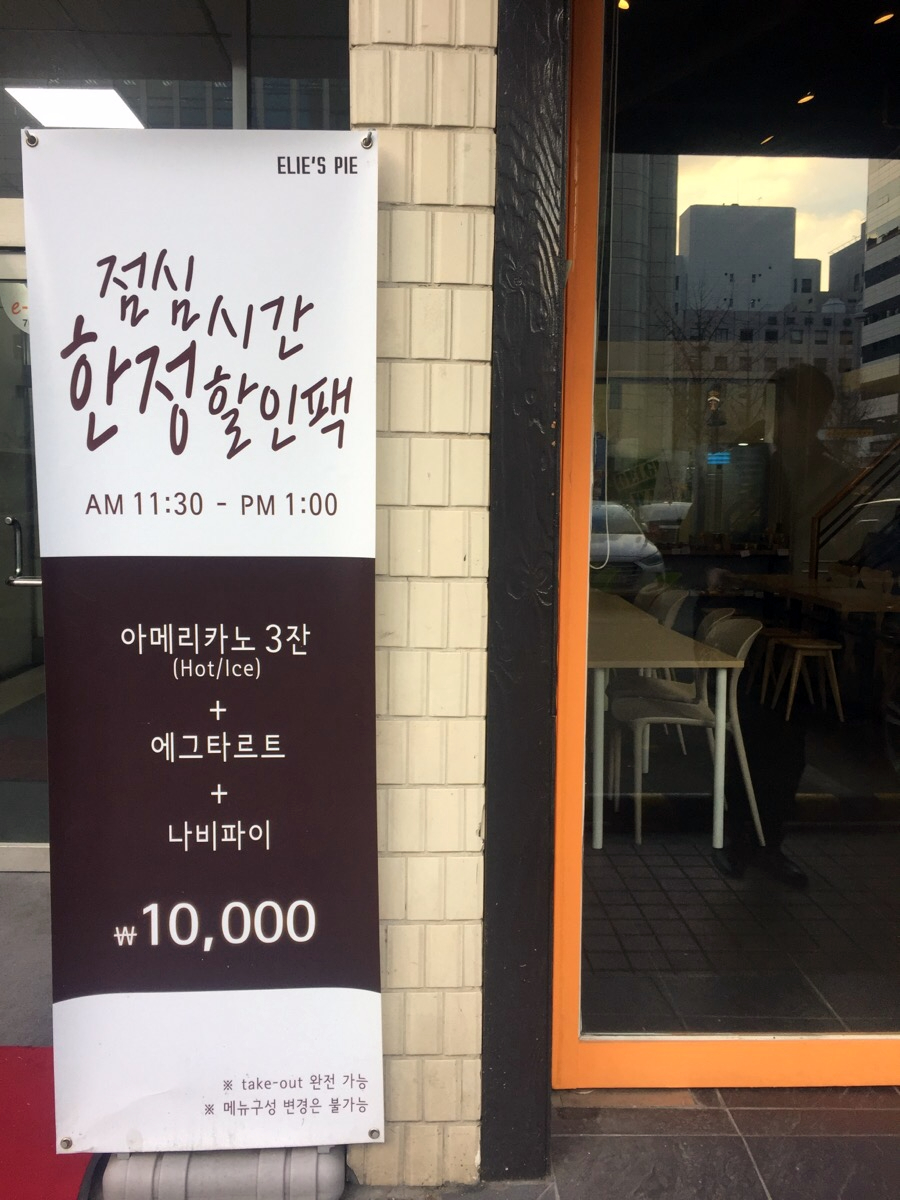 ELIE'S PIE
점심시간
한정할인팩
AM 11:30 - PM 1:00
아메리카노 3잔
(Hot/Ice)
+
에그타르트
+
나비파이
₩10,000
※ take-out 완전 가능
※ 메뉴구성 변경은 불가능